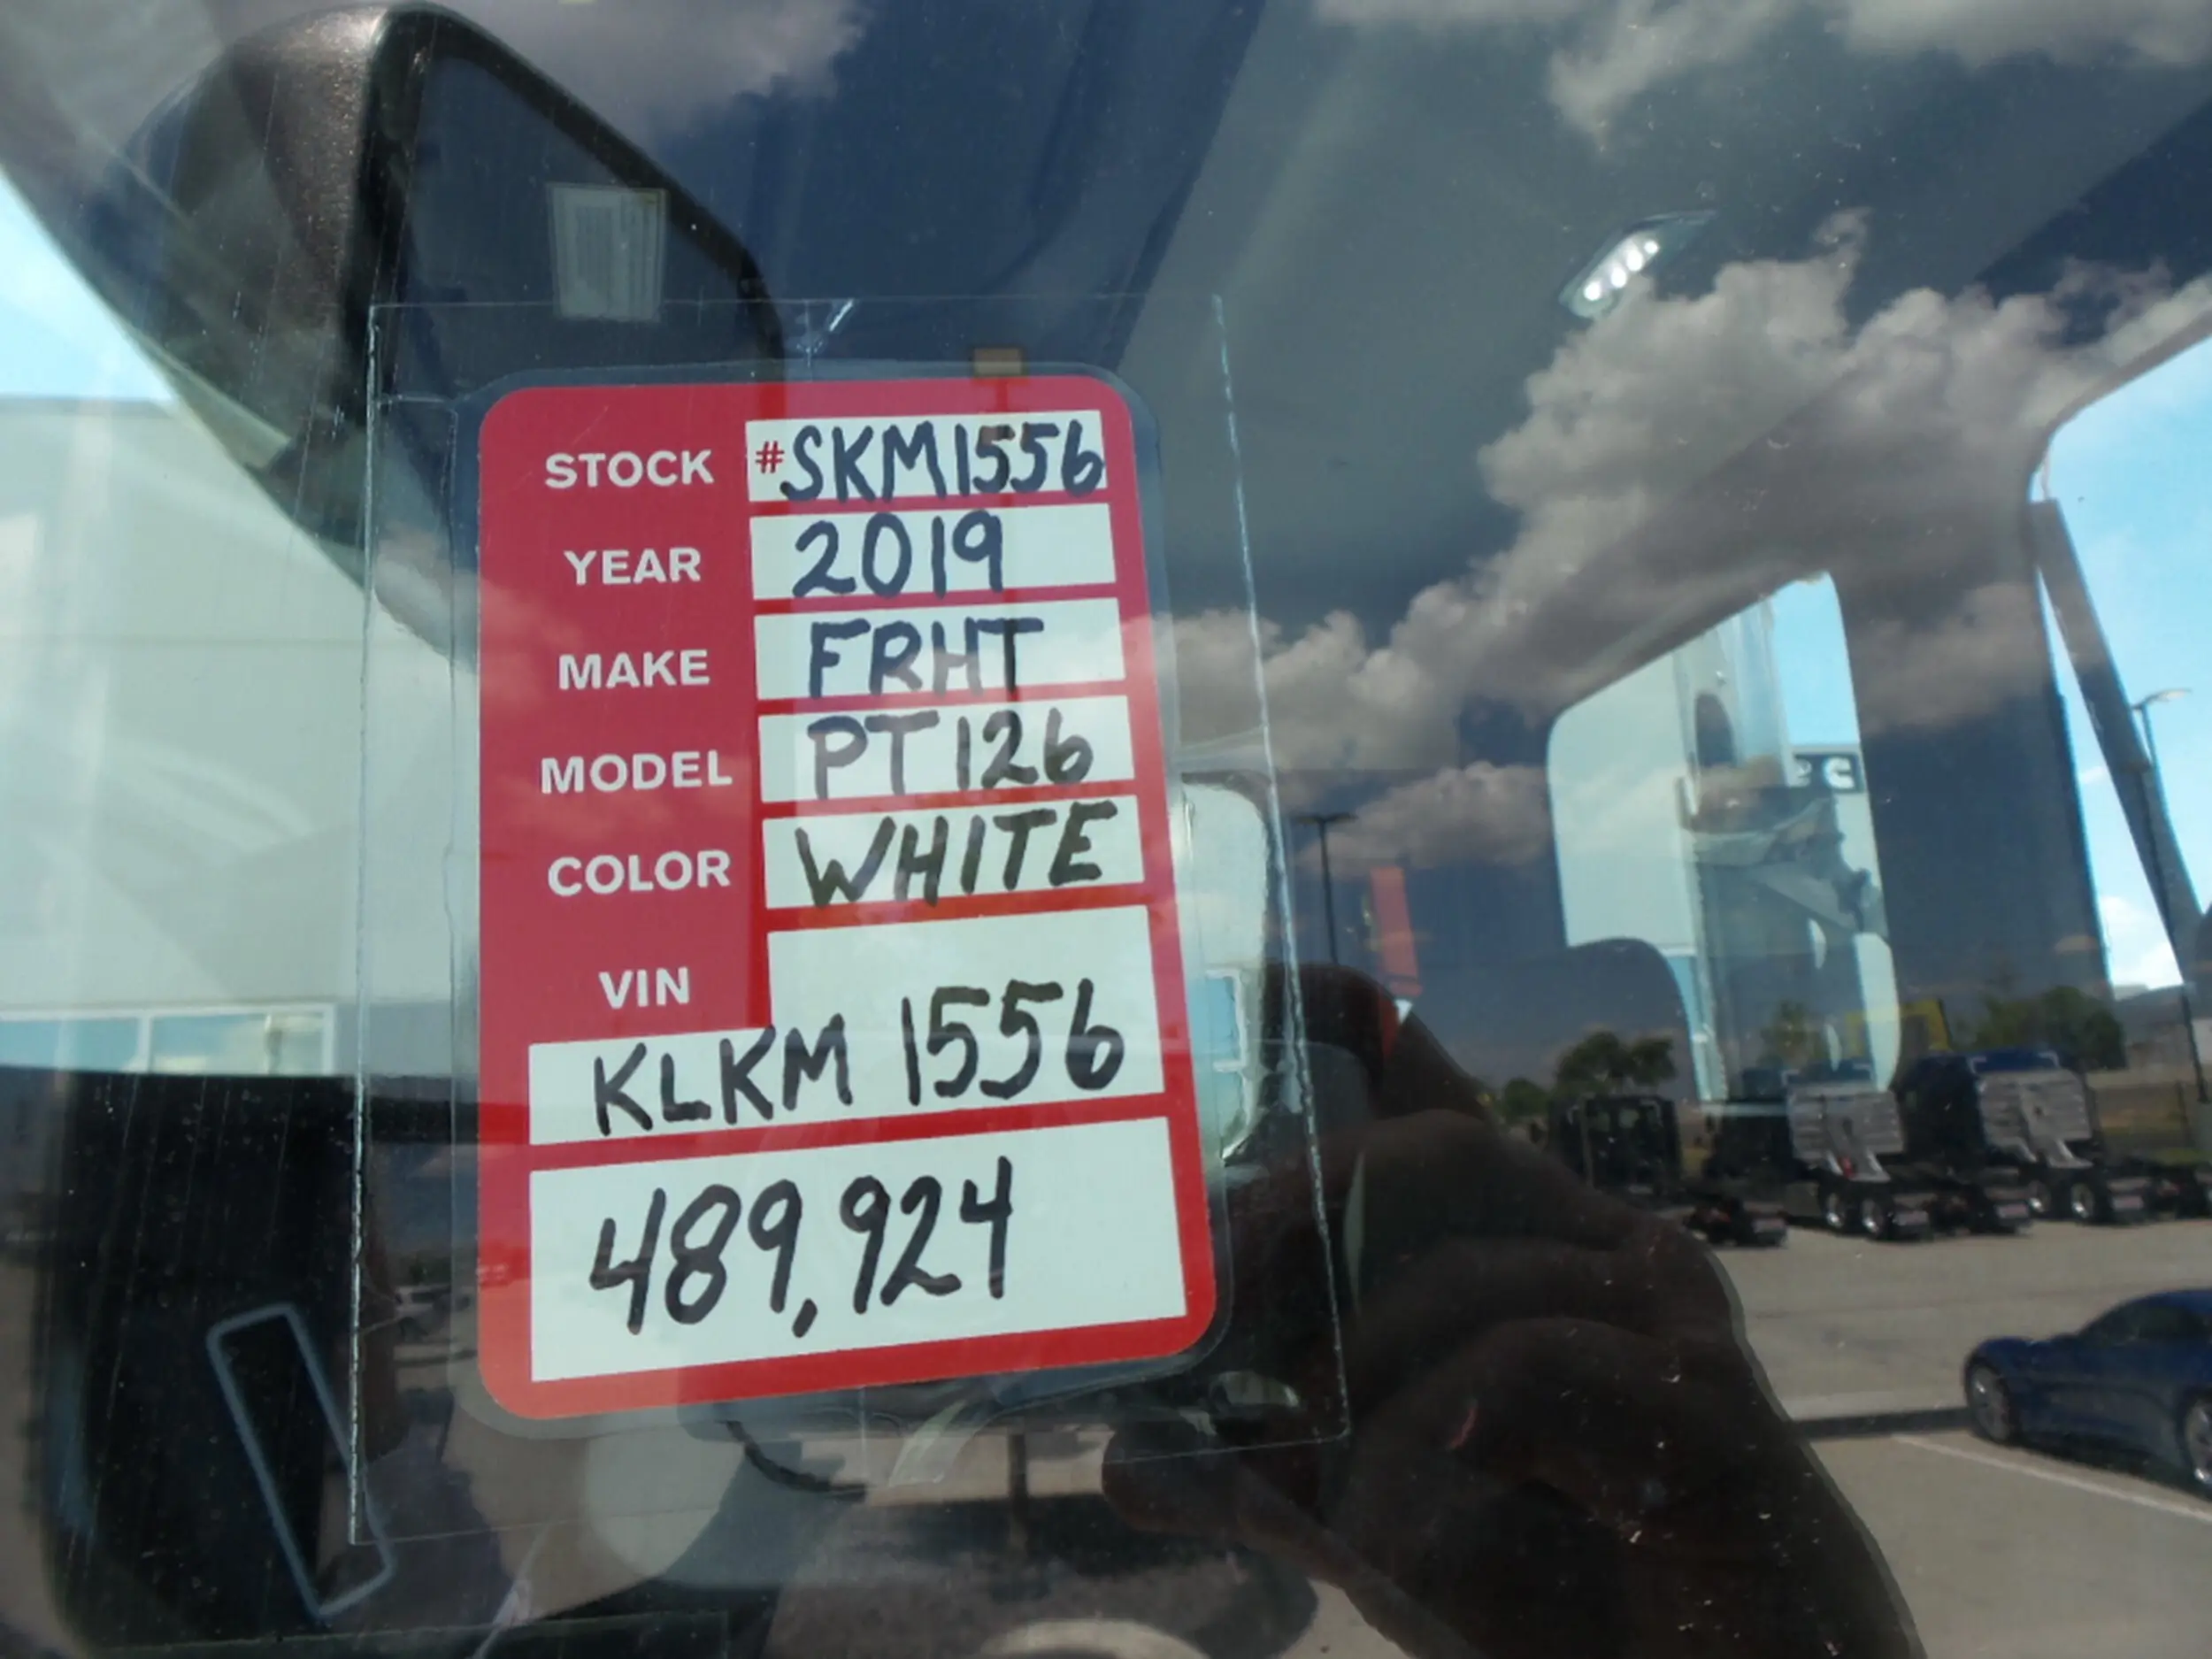 STOCK #SKM1556
YEAR 2019
MAKE FRHT
MODEL PT126
COLOR WHITE
VIN
KLKM 1556
489,924